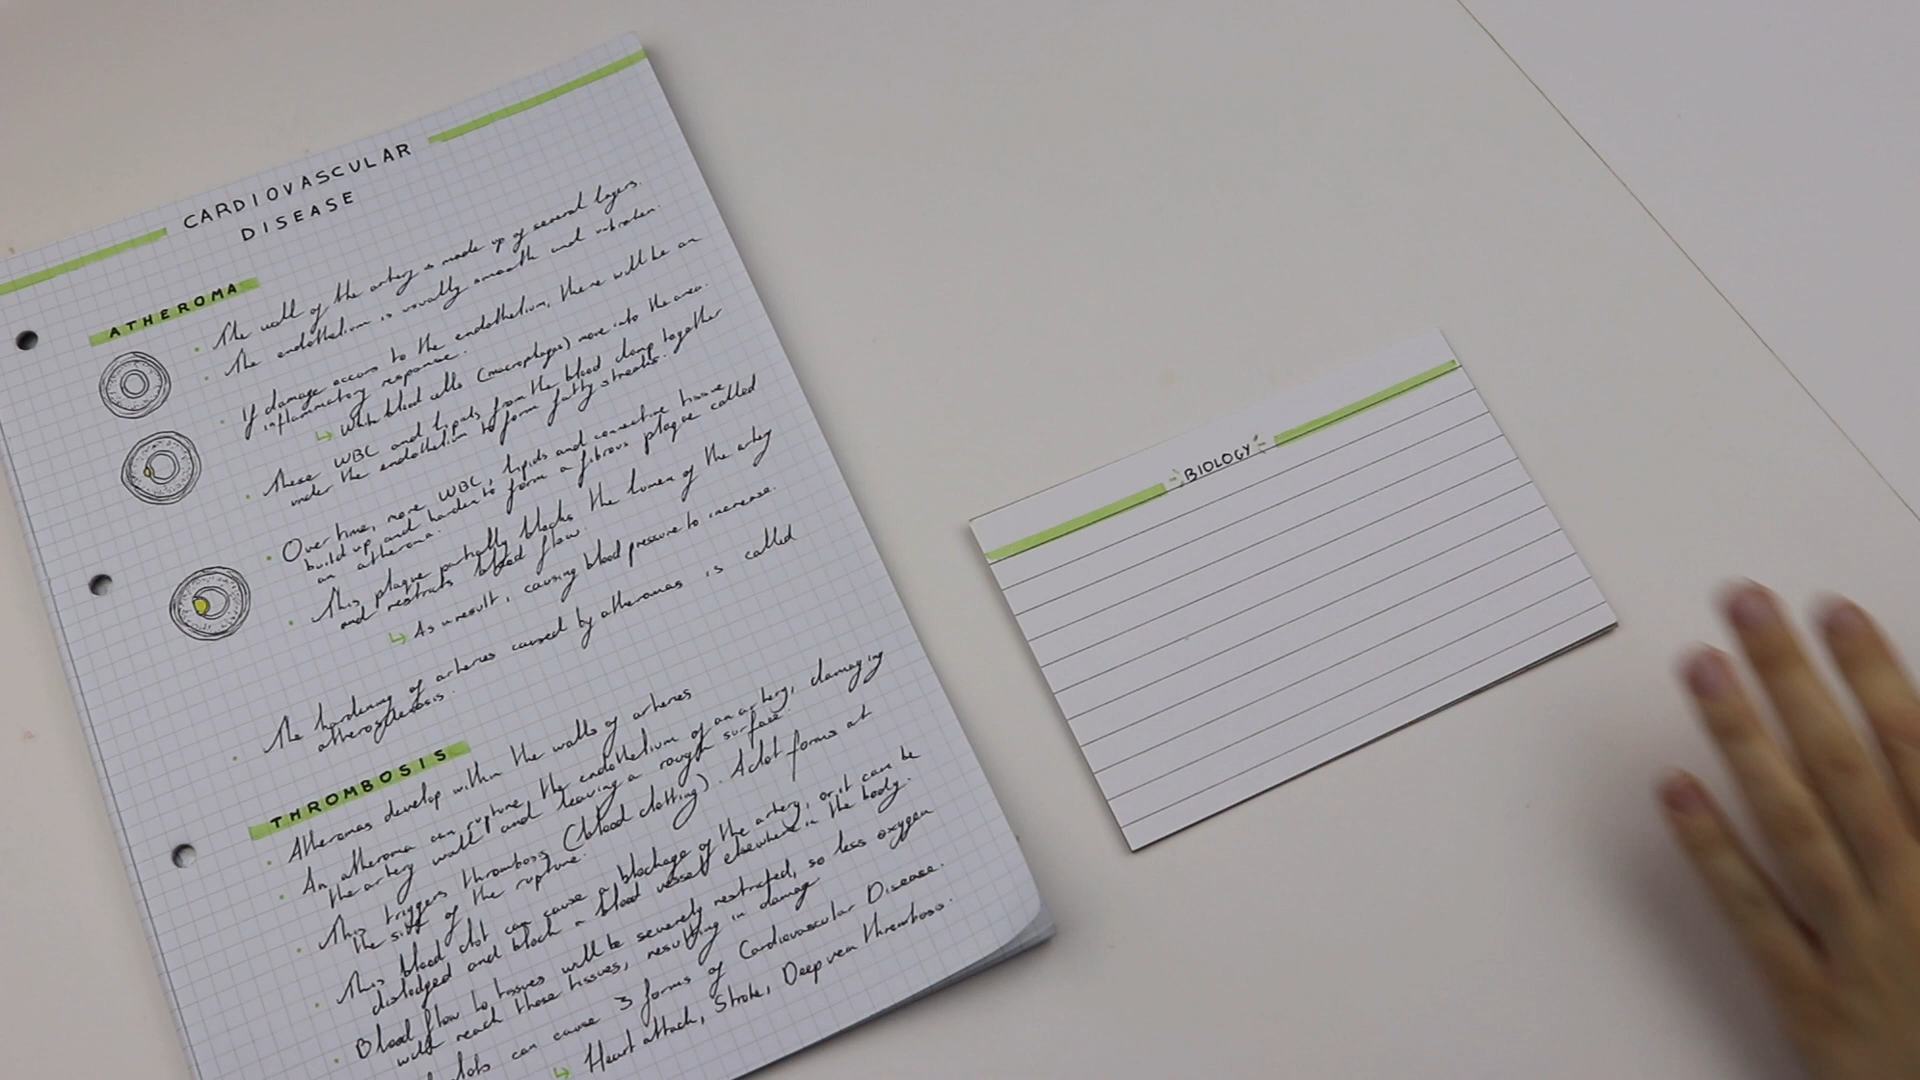 CARDIOVASCULAR
DISEASE
ATHEROMA
The wall of the artery is made up of several layers.
The endothelium is usually smooth and unbroken.
If damage occurs to the endothelium, there will be an
inflammatory response.
↳ White blood cells (macrophages) move into the area.
These WBC and lipids from the blood clump together
under the endothelium to form fatty streaks.
Over time, more WBC, lipids and connective tissue
build up and harden to form a fibrous plaque called
an atheroma.
This plaque partially blocks the lumen of the artery
and restricts blood flow.
↳ As a result, causing blood pressure to increase.
The hardening of arteries caused by atheromas is called
atherosclerosis.
THROMBOSIS
Atheromas develop within the walls of arteries
An atheroma can rupture the endothelium of an artery, damaging
the artery wall and leaving a rough surface
This triggers thrombosis (blood clotting). A clot forms at
the site of the rupture.
This blood clot can cause a blockage of the artery, or it can be
dislodged and block a blood vessel elsewhere in the body.
Blood flow to tissues will be severely restricted, so less oxygen
will reach those tissues, resulting in damage
can cause 3 forms of Cardiovascular Disease.
↳ Heart attack, Stroke, Deep vein thrombosis.
BIOLOGY